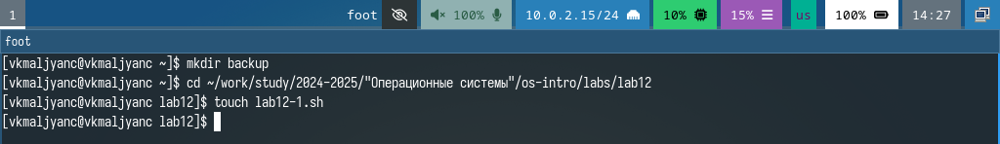 1 foot 100% 10.0.2.15/24 10% 15% us 100% 14:27
foot
[vkmaljyanc@vkmaljyanc ~]$ mkdir backup
[vkmaljyanc@vkmaljyanc ~]$ cd ~/work/study/2024-2025/"Операционные системы"/os-intro/labs/lab12
[vkmaljyanc@vkmaljyanc lab12]$ touch lab12-1.sh
[vkmaljyanc@vkmaljyanc lab12]$